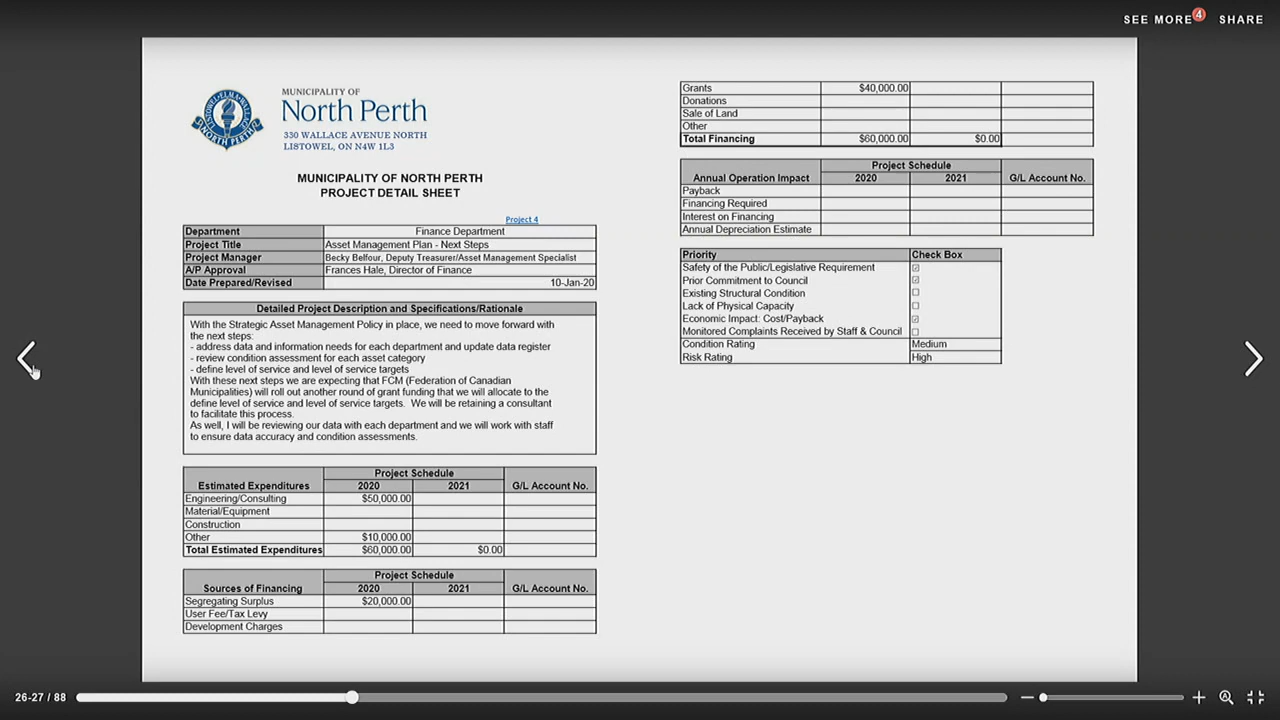 SEE MORE 4 SHARE
MUNICIPALITY OF
North Perth
330 WALLACE AVENUE NORTH
LISTOWEL, ON N4W 1L3
NORTH PERTH
MUNICIPALITY OF NORTH PERTH
PROJECT DETAIL SHEET
Project 4
Department Finance Department
Project Title Asset Management Plan - Next Steps
Project Manager Becky Belfour, Deputy Treasurer/Asset Management Specialist
A/P Approval Frances Hale, Director of Finance
Date Prepared/Revised 10-Jan-20
Detailed Project Description and Specifications/Rationale
With the Strategic Asset Management Policy in place, we need to move forward with
the next steps:
- address data and information needs for each department and update data register
- review condition assessment for each asset category
- define level of service and level of service targets
With these next steps we are expecting that FCM (Federation of Canadian
Municipalities) will roll out another round of grant funding that we will allocate to the
define level of service and level of service targets. We will be retaining a consultant
to facilitate this process.
As well, I will be reviewing our data with each department and we will work with staff
to ensure data accuracy and condition assessments.
Project Schedule
Estimated Expenditures 2020 2021 G/L Account No.
Engineering/Consulting $50,000.00
Material/Equipment
Construction
Other $10,000.00
Total Estimated Expenditures $60,000.00 $0.00
Project Schedule
Sources of Financing 2020 2021 G/L Account No.
Segregating Surplus $20,000.00
User Fee/Tax Levy
Development Charges
Grants $40,000.00
Donations
Sale of Land
Other
Total Financing $60,000.00 $0.00
Project Schedule
Annual Operation Impact 2020 2021 G/L Account No.
Payback
Financing Required
Interest on Financing
Annual Depreciation Estimate
Priority Check Box
Safety of the Public/Legislative Requirement ☑
Prior Commitment to Council ☑
Existing Structural Condition ☐
Lack of Physical Capacity ☐
Economic Impact: Cost/Payback ☑
Monitored Complaints Received by Staff & Council ☐
Condition Rating Medium
Risk Rating High
26-27 / 88